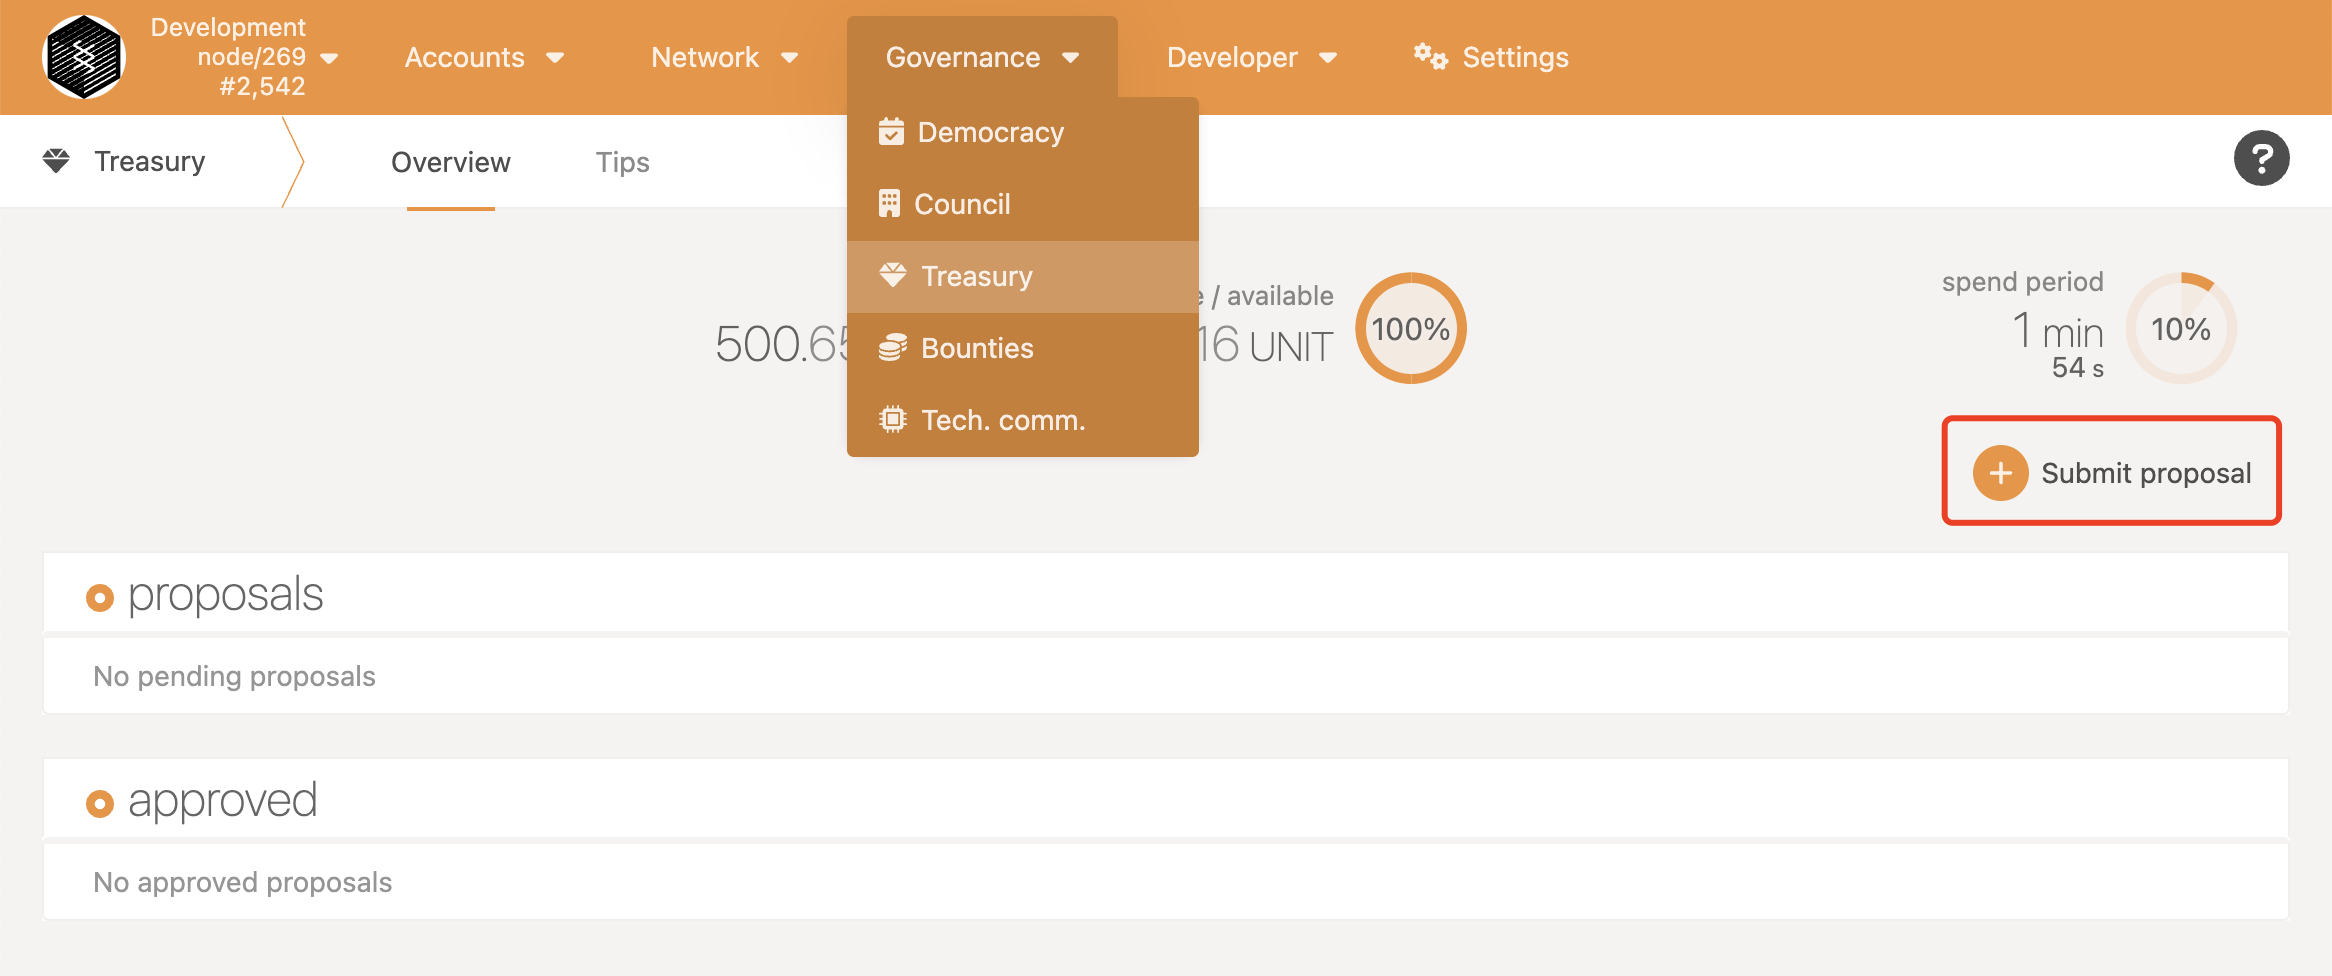 Development
node/269
#2,542
Accounts
Network
Governance
Developer
Settings
Treasury
Overview
Tips
Democracy
Council
Treasury
Bounties
Tech. comm.
/ available
500.65
16 UNIT
100%
spend period
1 min
54 s
10%
?
Submit proposal
proposals
No pending proposals
approved
No approved proposals